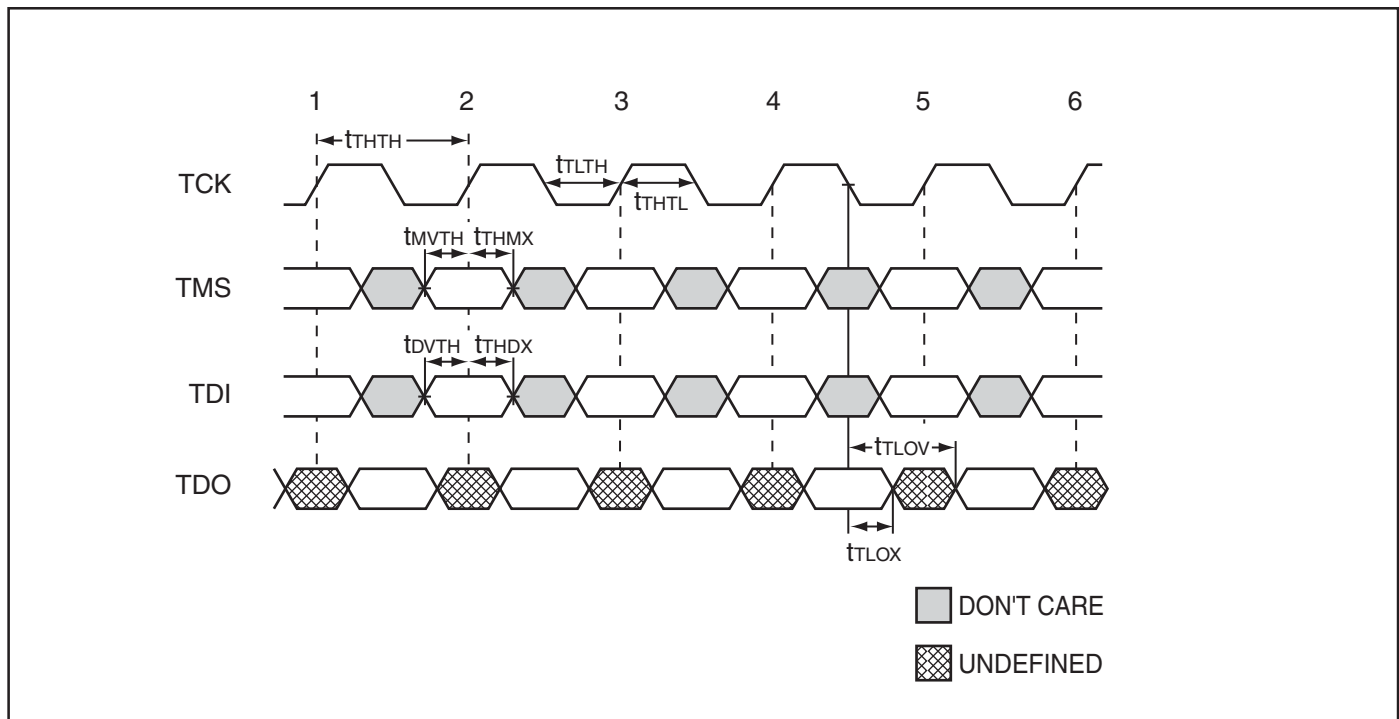 1 2 3 4 5 6
tTHTH
TCK
tTLTH
tTHTL
tMVTH tTHMX
TMS
tDVTH tTHDX
TDI
tTLOV
TDO
tTLOX
DON'T CARE
UNDEFINED